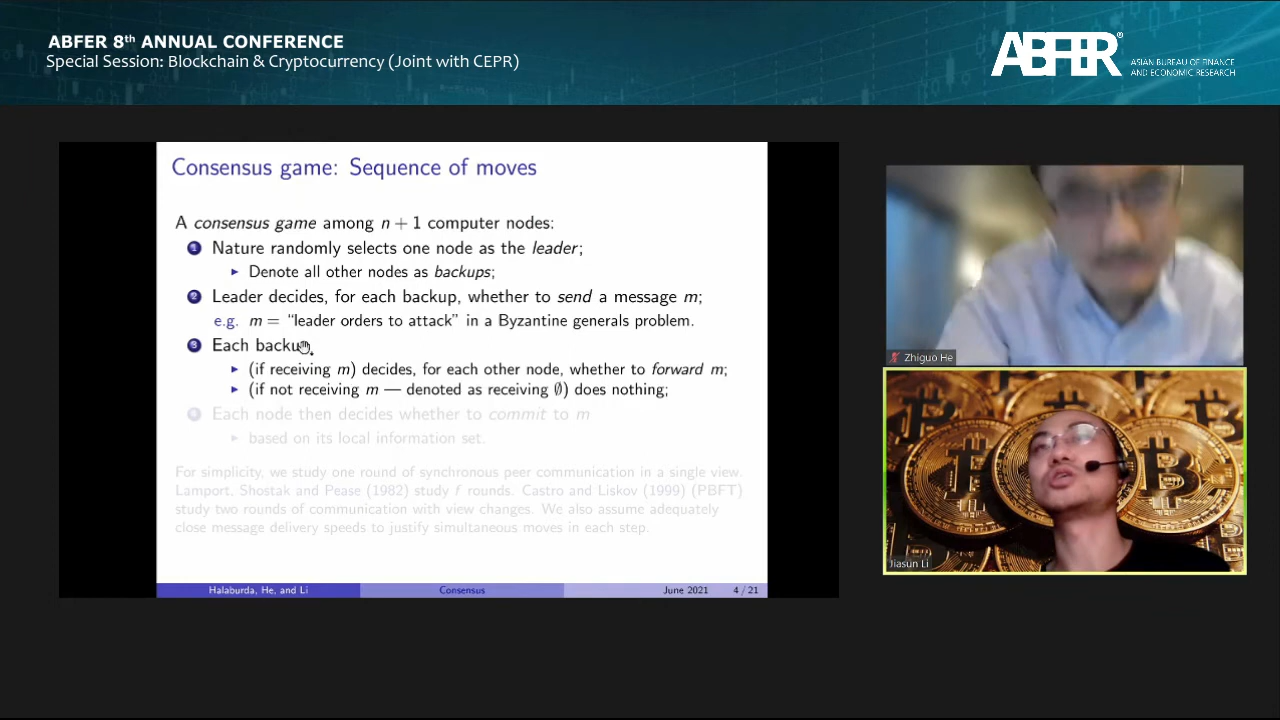 ABFER 8th ANNUAL CONFERENCE
Special Session: Blockchain & Cryptocurrency (Joint with CEPR)
ABFER®
ASIAN BUREAU OF FINANCE
AND ECONOMIC RESEARCH
Consensus game: Sequence of moves
A consensus game among n + 1 computer nodes:
1 Nature randomly selects one node as the leader;
▶ Denote all other nodes as backups;
2 Leader decides, for each backup, whether to send a message m;
e.g. m = “leader orders to attack” in a Byzantine generals problem.
3 Each backup
▶ (if receiving m) decides, for each other node, whether to forward m;
▶ (if not receiving m — denoted as receiving ∅) does nothing;
4 Each node then decides whether to commit to m
▶ based on its local information set.
For simplicity, we study one round of synchronous peer communication in a single view.
Lamport, Shostak and Pease (1982) study f rounds. Castro and Liskov (1999) (PBFT)
study two rounds of communication with view changes. We also assume adequately
close message delivery speeds to justify simultaneous moves in each step.
Halaburda, He, and Li
Consensus
June 2021
4 / 21
Zhiguo He
Jiasun Li